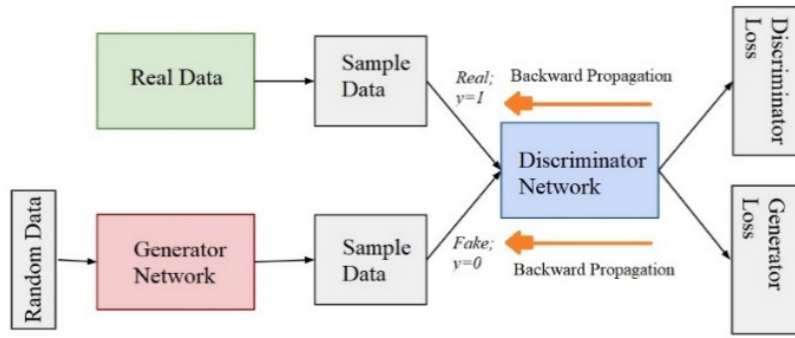 Real Data
Sample
Data
Real;
y=1
Backward Propagation
Discriminator
Loss
Discriminator
Network
Random Data
Generator
Network
Sample
Data
Fake;
y=0
Backward Propagation
Generator
Loss